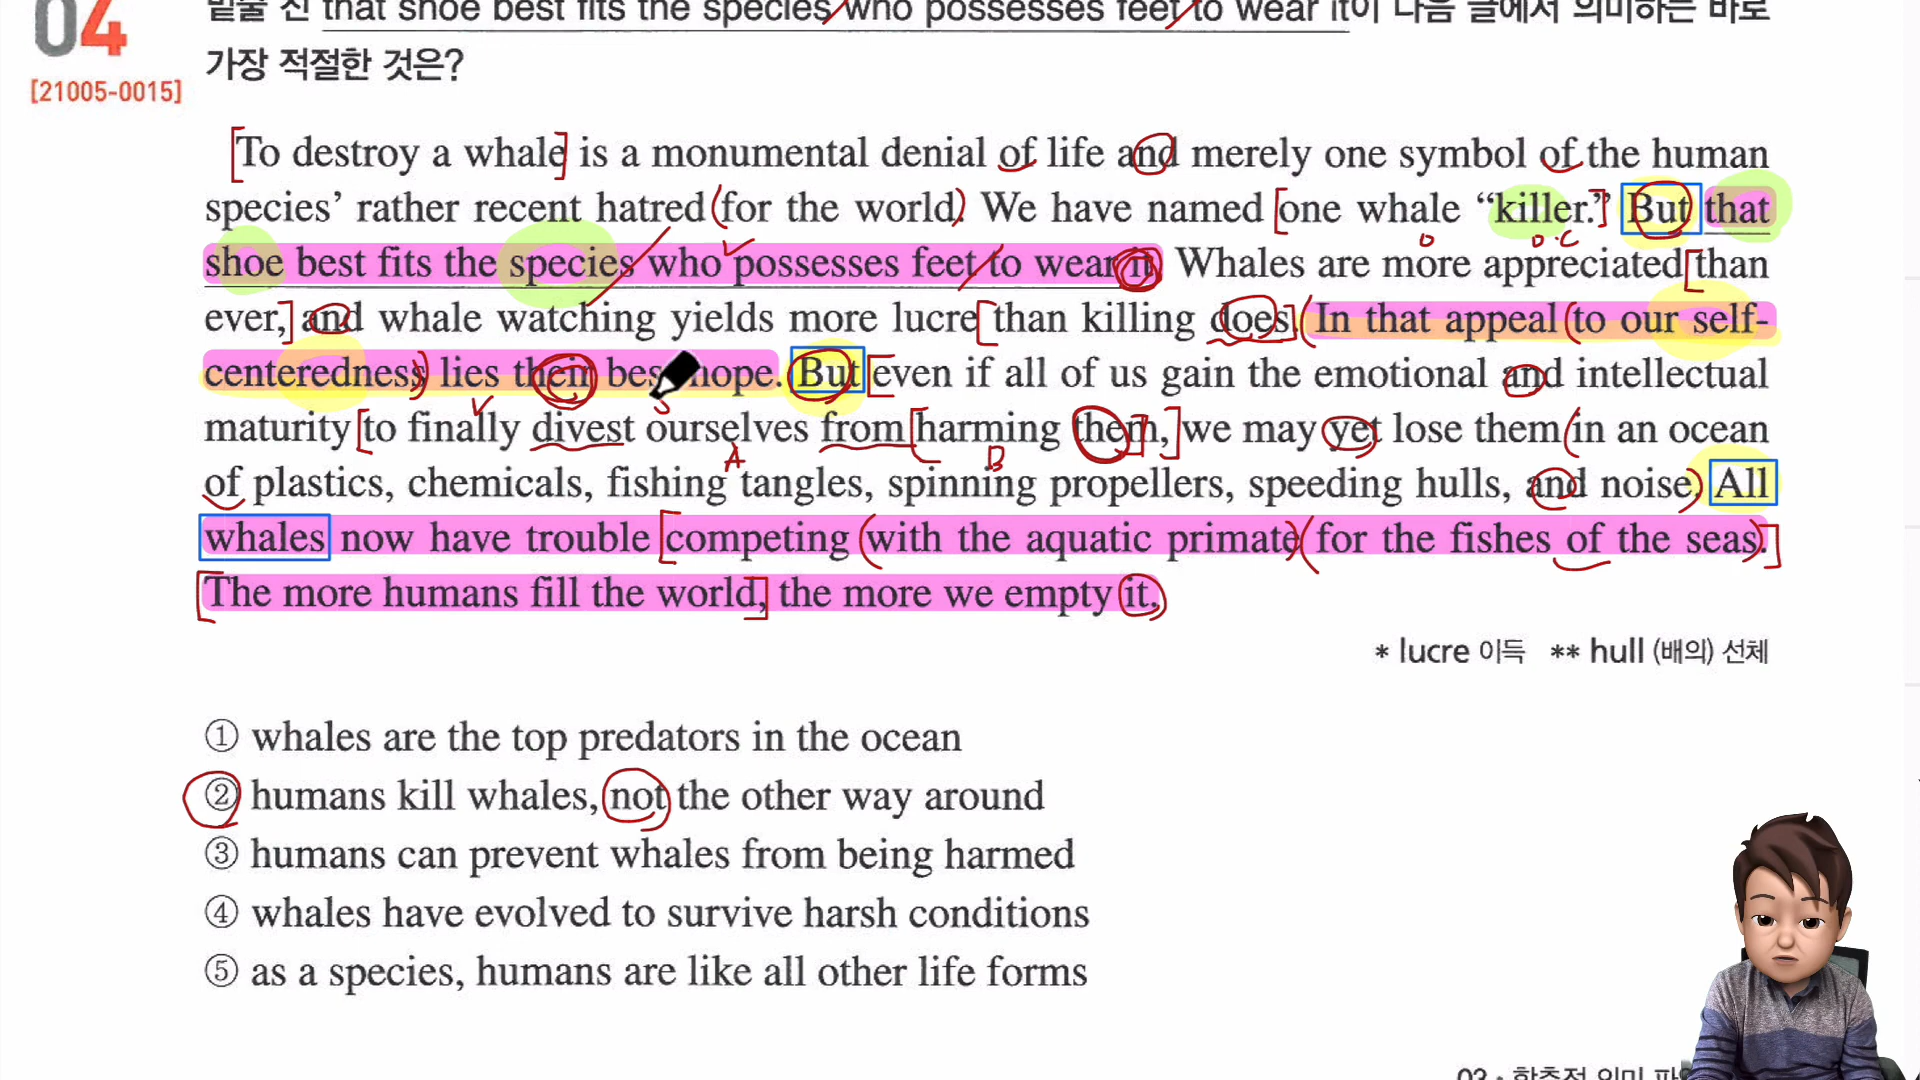 04
밑줄 친 that shoe best fits the species who possesses feet to wear it이 다음 글에서 의미하는 바로
가장 적절한 것은?
[21005-0015]
To destroy a whale is a monumental denial of life and merely one symbol of the human
species' rather recent hatred for the world. We have named one whale “killer.” But that
O O.C
shoe best fits the species who possesses feet to wear it. Whales are more appreciated than
ever, and whale watching yields more lucre than killing does. In that appeal to our self-
centeredness lies their best hope. But even if all of us gain the emotional and intellectual
V S
maturity to finally divest ourselves from harming them, we may yet lose them in an ocean
A B
of plastics, chemicals, fishing tangles, spinning propellers, speeding hulls, and noise. All
whales now have trouble competing with the aquatic primate for the fishes of the seas.
The more humans fill the world, the more we empty it.
* lucre 이득 ** hull (배의) 선체
① whales are the top predators in the ocean
② humans kill whales, not the other way around
③ humans can prevent whales from being harmed
④ whales have evolved to survive harsh conditions
⑤ as a species, humans are like all other life forms
03 • 함축적 의미